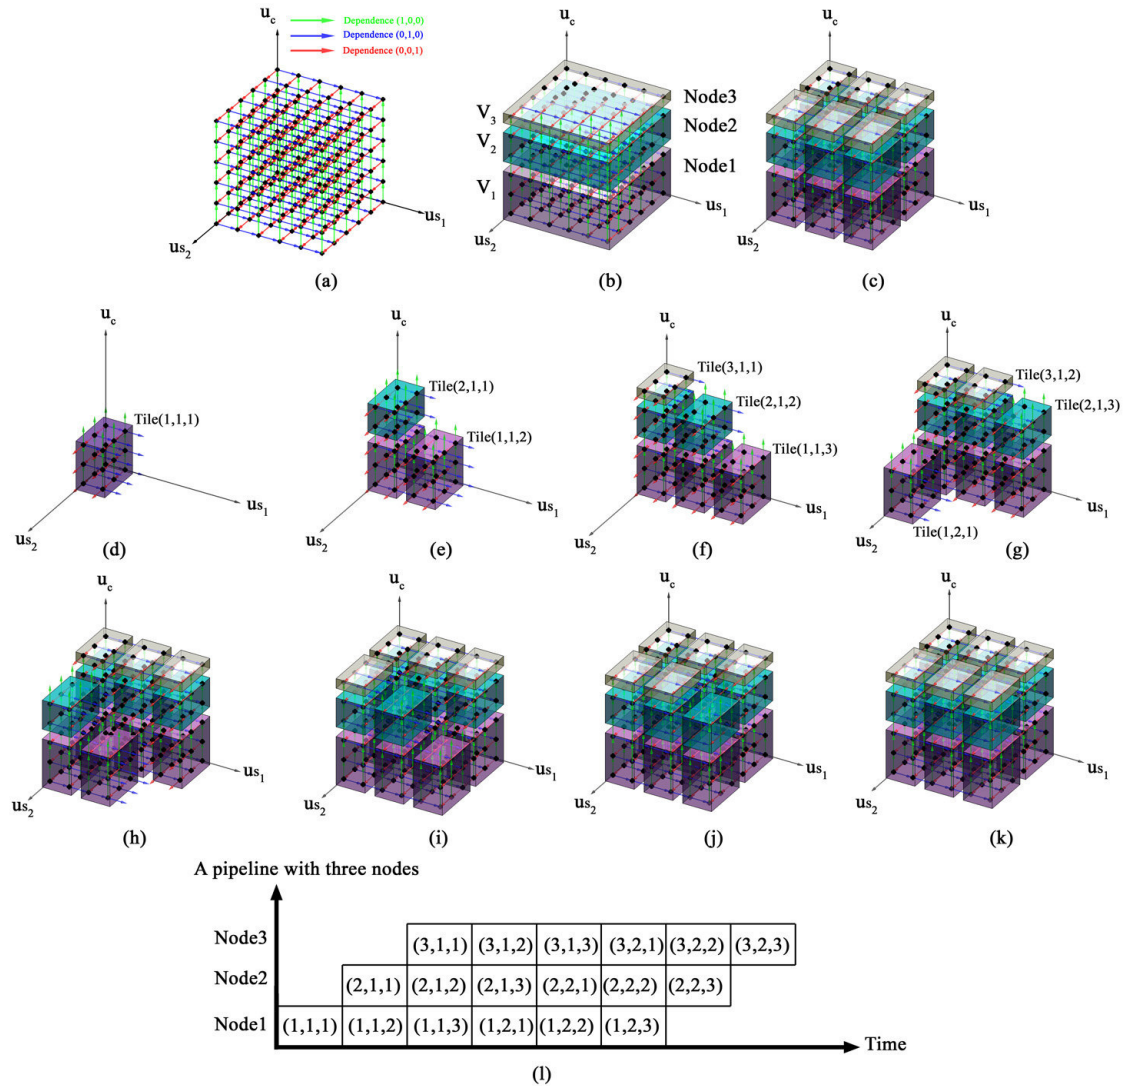 u_c
Dependence (1,0,0)
Dependence (0,1,0)
Dependence (0,0,1)
us_1
us_2
(a)
u_c
V_3
V_2
V_1
Node3
Node2
Node1
us_1
us_2
(b)
u_c
us_1
us_2
(c)
u_c
Tile(1,1,1)
us_1
us_2
(d)
u_c
Tile(2,1,1)
Tile(1,1,2)
us_1
us_2
(e)
u_c
Tile(3,1,1)
Tile(2,1,2)
Tile(1,1,3)
us_1
us_2
(f)
u_c
Tile(3,1,2)
Tile(2,1,3)
Tile(1,2,1)
us_1
us_2
(g)
u_c
us_1
us_2
(h)
u_c
us_1
us_2
(i)
u_c
us_1
us_2
(j)
u_c
us_1
us_2
(k)
A pipeline with three nodes
Node3 (3,1,1) (3,1,2) (3,1,3) (3,2,1) (3,2,2) (3,2,3)
Node2 (2,1,1) (2,1,2) (2,1,3) (2,2,1) (2,2,2) (2,2,3)
Node1 (1,1,1) (1,1,2) (1,1,3) (1,2,1) (1,2,2) (1,2,3)
Time
(l)